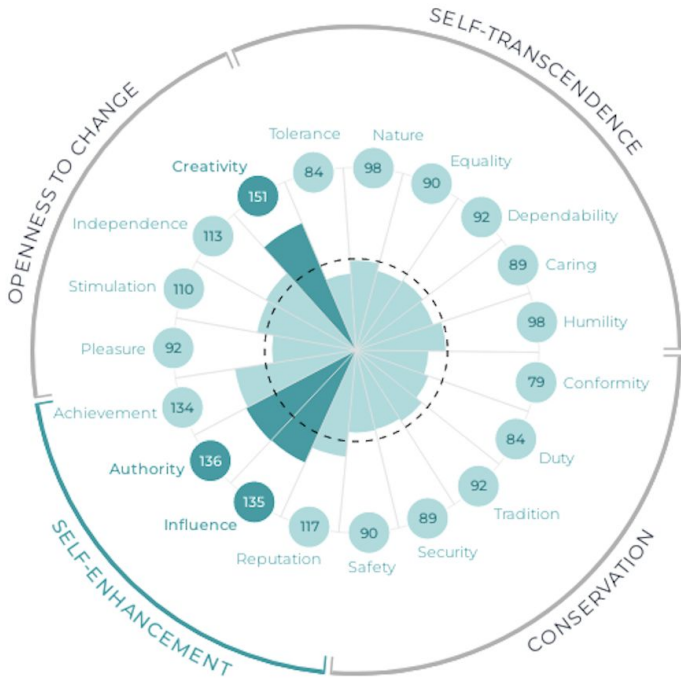 SELF-TRANSCENDENCE
OPENNESS TO CHANGE
Tolerance
84
Nature
98
Equality
90
Dependability
92
Caring
89
Humility
98
Conformity
79
Duty
84
Tradition
92
Security
89
Safety
90
Reputation
117
Influence
135
Authority
136
Achievement
134
Pleasure
92
Stimulation
110
Independence
113
Creativity
151
SELF-ENHANCEMENT
CONSERVATION